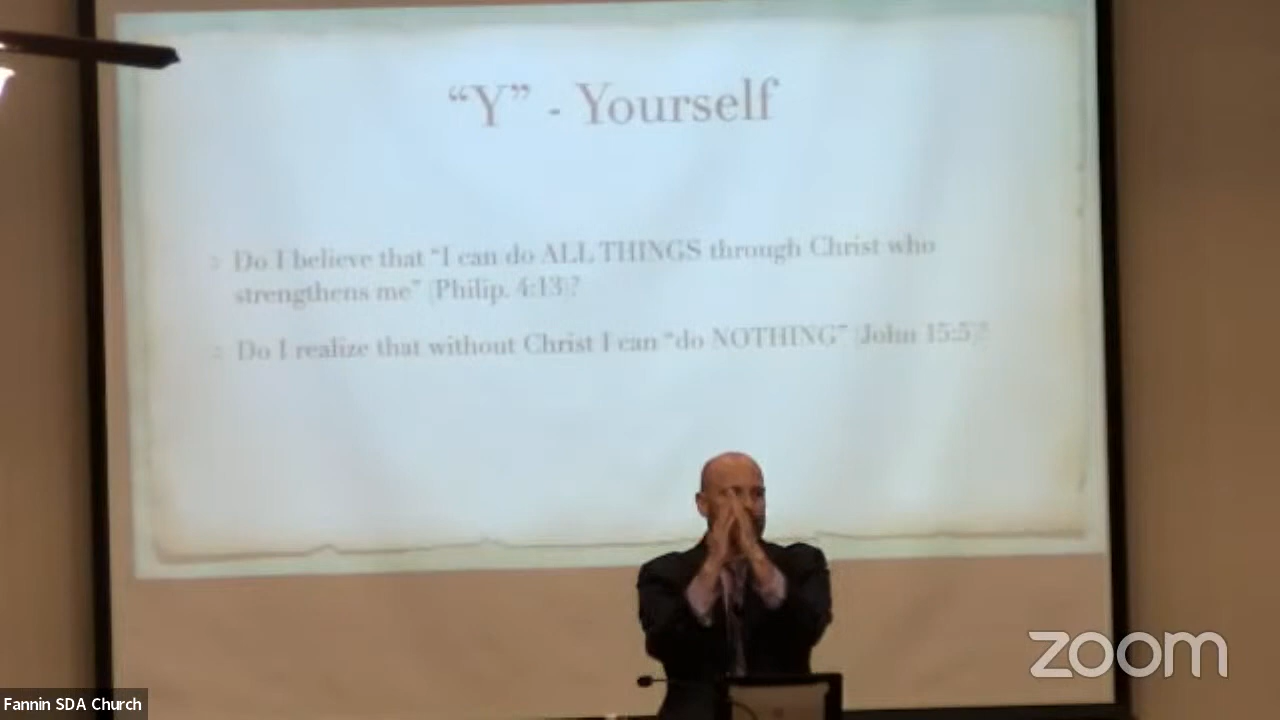 “Y” - Yourself
Do I believe that “I can do ALL THINGS through Christ who
strengthens me” (Philip. 4:13)?
Do I realize that without Christ I can “do NOTHING” (John 15:5)?
zoom
Fannin SDA Church